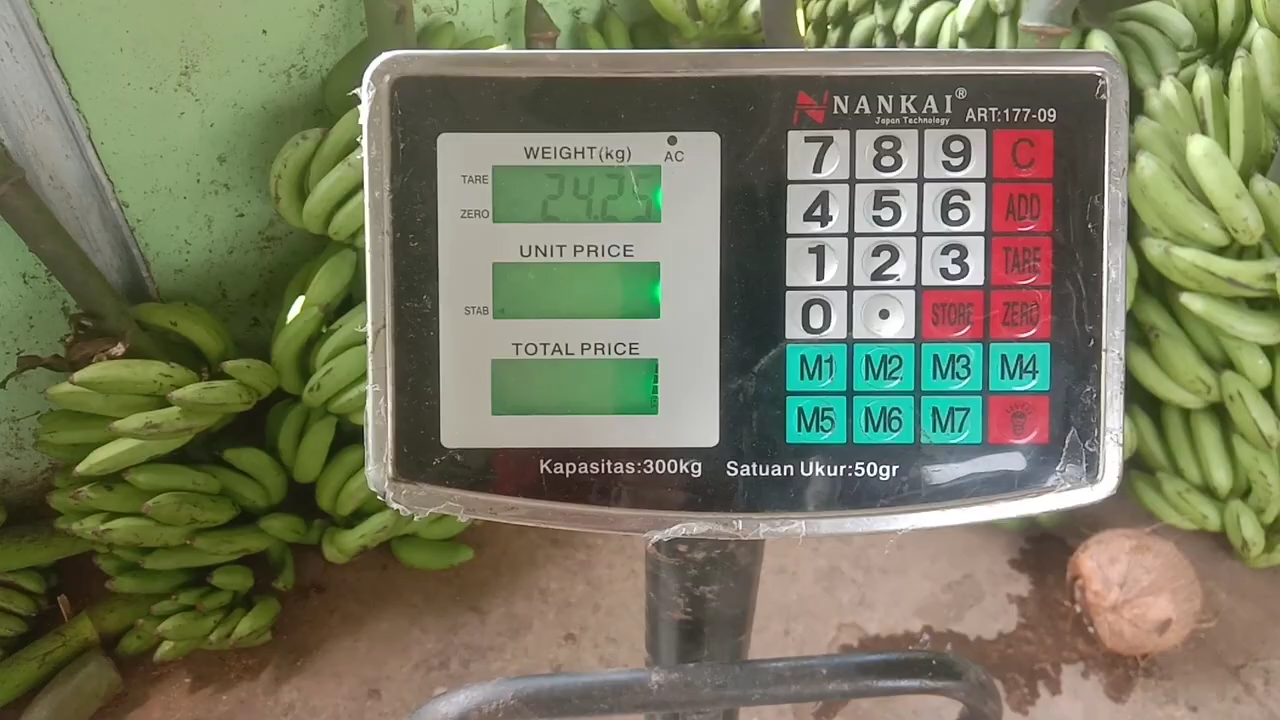 NANKAI®
Japan Technology
ART:177-09
WEIGHT(kg)
AC
TARE
ZERO
24.25
UNIT PRICE
STAB
TOTAL PRICE
7 8 9 C
4 5 6 ADD
1 2 3 TARE
0 . STORE ZERO
M1 M2 M3 M4
M5 M6 M7
Kapasitas:300kg Satuan Ukur:50gr